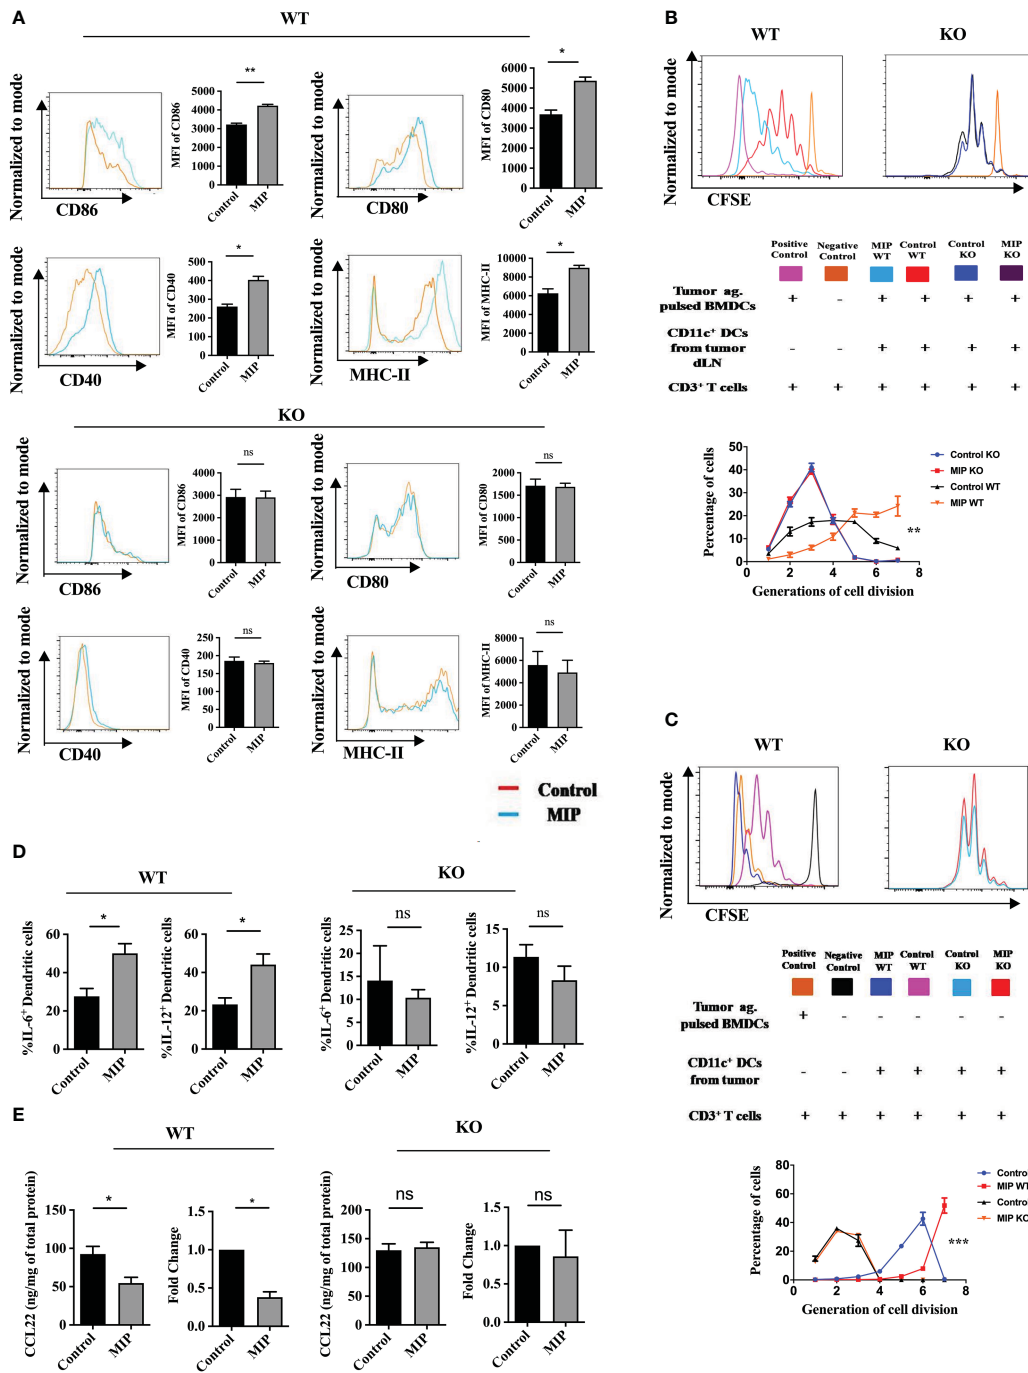 A
WT
Normalized to mode
CD86
MFI of CD86
5000
4000
3000
2000
1000
0
**
Control
MIP
Normalized to mode
CD80
MFI of CD80
6000
5000
4000
3000
2000
1000
0
*
Control
MIP
Normalized to mode
CD40
MFI of CD40
500
400
300
200
100
0
*
Control
MIP
Normalized to mode
MHC-II
MFI of MHC-II
10000
8000
6000
4000
2000
0
*
Control
MIP
KO
Normalized to mode
CD86
MFI of CD86
4000
3000
2000
1000
0
ns
Control
MIP
Normalized to mode
CD80
MFI of CD80
2000
1500
1000
500
0
ns
Control
MIP
Normalized to mode
CD40
MFI of CD40
250
200
150
100
50
0
ns
Control
MIP
Normalized to mode
MHC-II
MFI of MHC-II
8000
6000
4000
2000
0
ns
Control
MIP
Control
MIP
B
WT
KO
Normalized to mode
CFSE
Positive Control
Negative Control
MIP WT
Control WT
Control KO
MIP KO
Tumor ag.
pulsed BMDCs
+ - + + + +
CD11c+ DCs
from tumor
dLN
- - + + + +
CD3+ T cells
+ + + + + +
Percentage of cells
50
40
30
20
10
0
0 2 4 6 8
Generations of cell division
Control KO
MIP KO
Control WT
MIP WT
**
C
WT
KO
Normalized to mode
CFSE
Positive Control
Negative Control
MIP WT
Control WT
Control KO
MIP KO
Tumor ag.
pulsed BMDCs
+ - - - - -
CD11c+ DCs
from tumor
- - + + + +
CD3+ T cells
+ + + + + +
Percentage of cells
80
60
40
20
0
0 2 4 6 8
Generation of cell division
Control
MIP WT
Control
MIP KO
***
D
WT
%IL-6+ Dendritic cells
60
40
20
0
*
Control
MIP
%IL-12+ Dendritic cells
60
40
20
0
*
Control
MIP
KO
%IL-6+ Dendritic cells
25
20
15
10
5
0
ns
Control
MIP
%IL-12+ Dendritic cells
15
10
5
0
ns
Control
MIP
E
WT
CCL22 (ng/mg of total protein)
150
100
50
0
*
Control
MIP
Fold Change
1.5
1.0
0.5
0.0
*
Control
MIP
KO
CCL22 (ng/mg of total protein)
200
150
100
50
0
ns
Control
MIP
Fold Change
1.5
1.0
0.5
0.0
ns
Control
MIP